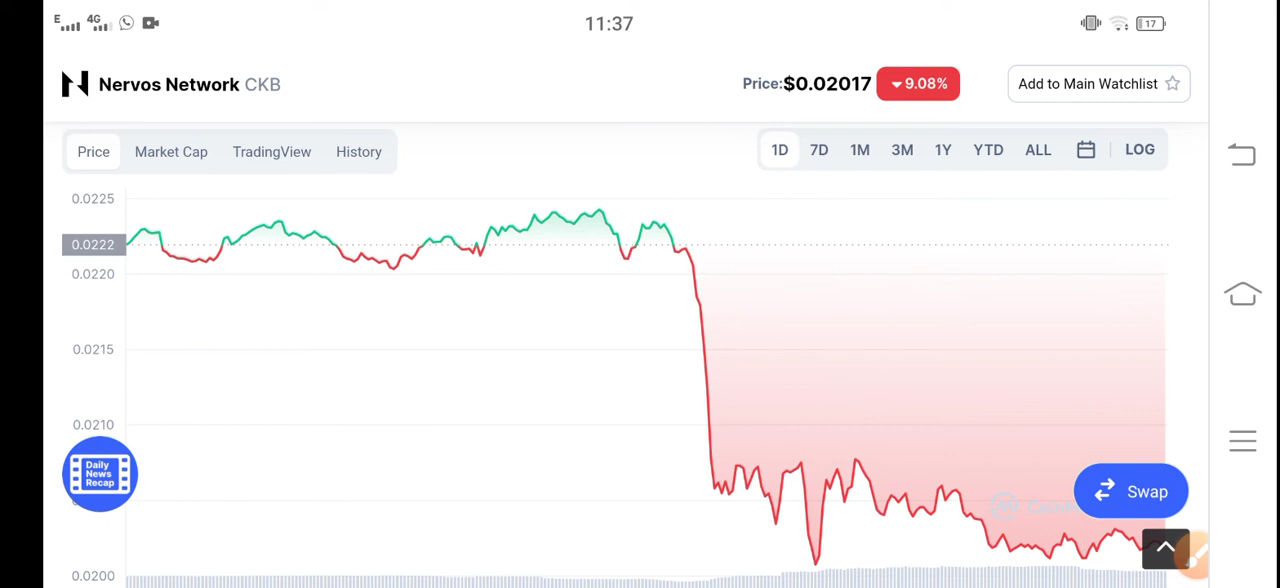 E 4G 11:37 17
Nervos Network CKB Price:$0.02017 9.08% Add to Main Watchlist
Price Market Cap TradingView History 1D 7D 1M 3M 1Y YTD ALL LOG
0.0225
0.0222
0.0220
0.0215
0.0210
Daily
News
Recap
Swap
0.0200